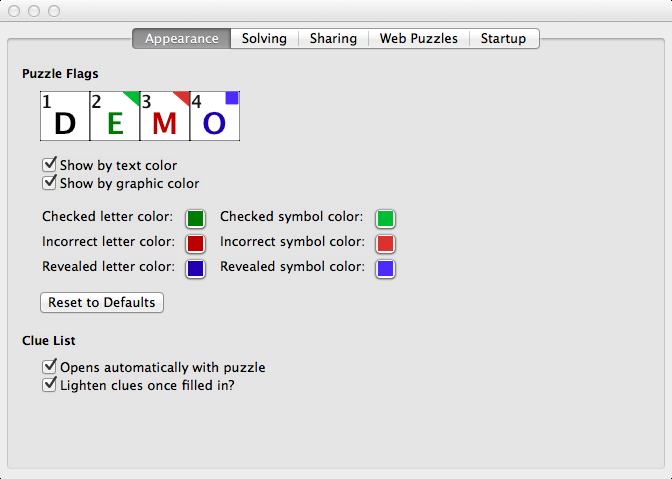 Appearance Solving Sharing Web Puzzles Startup
Puzzle Flags
1 2 3 4
D E M O
Show by text color
Show by graphic color
Checked letter color: Checked symbol color:
Incorrect letter color: Incorrect symbol color:
Revealed letter color: Revealed symbol color:
Reset to Defaults
Clue List
Opens automatically with puzzle
Lighten clues once filled in?